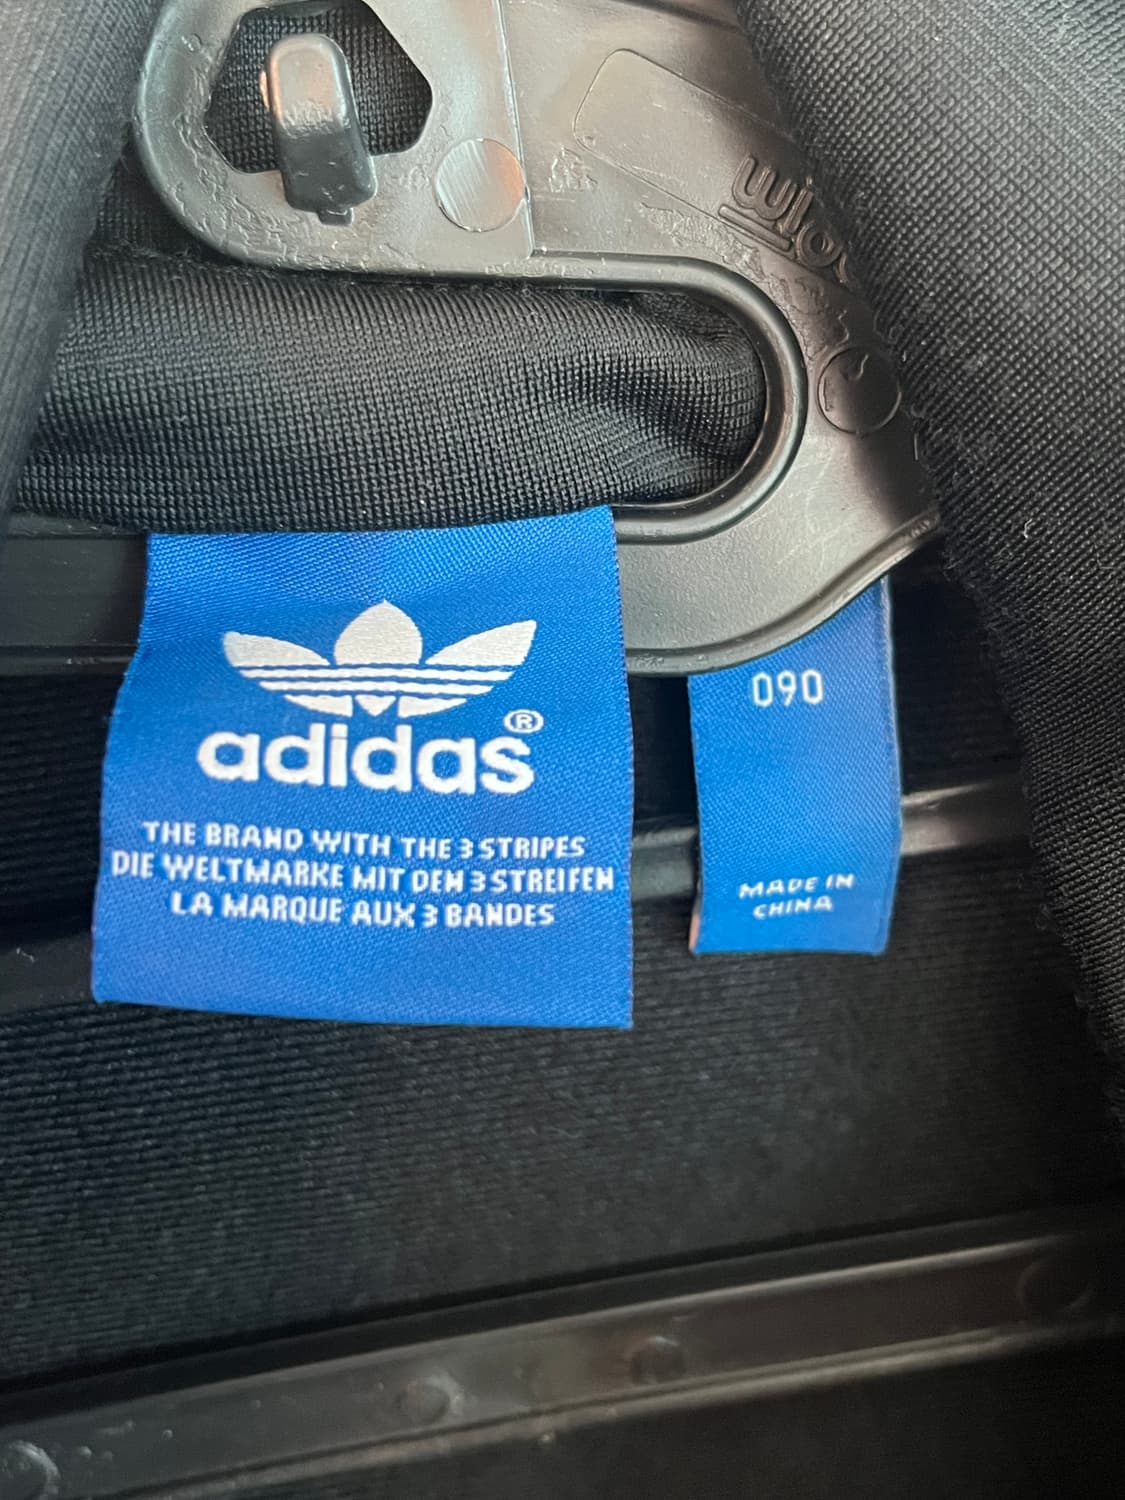 adidas®
THE BRAND WITH THE 3 STRIPES
DIE WELTMARKE MIT DEN 3 STREIFEN
LA MARQUE AUX 3 BANDES
090
MADE IN
CHINA